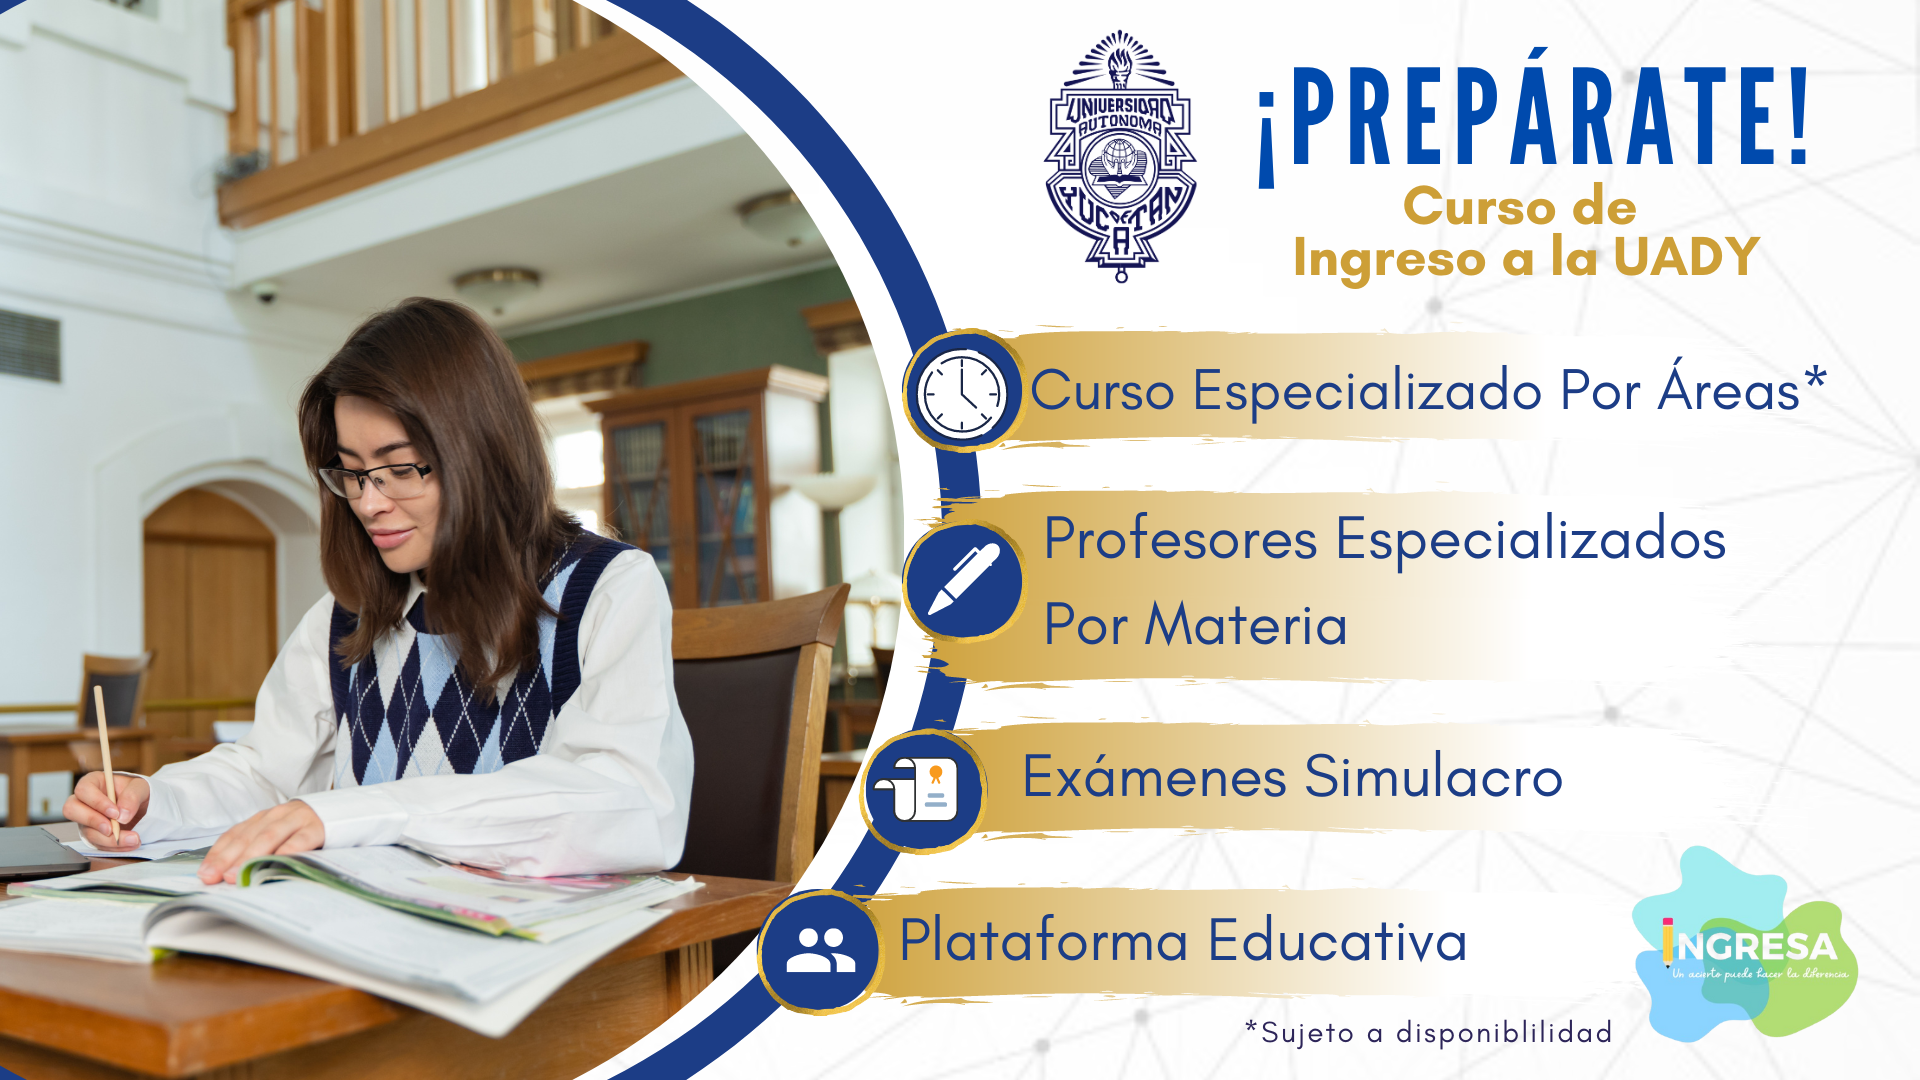 UNIVERSIDAD
AUTONOMA
YUCATAN
DE
A
¡PREPÁRATE!
Curso de
Ingreso a la UADY
Curso Especializado Por Áreas*
Profesores Especializados
Por Materia
Exámenes Simulacro
Plataforma Educativa
INGRESA
Un acierto puede hacer la diferencia
*Sujeto a disponiblilidad